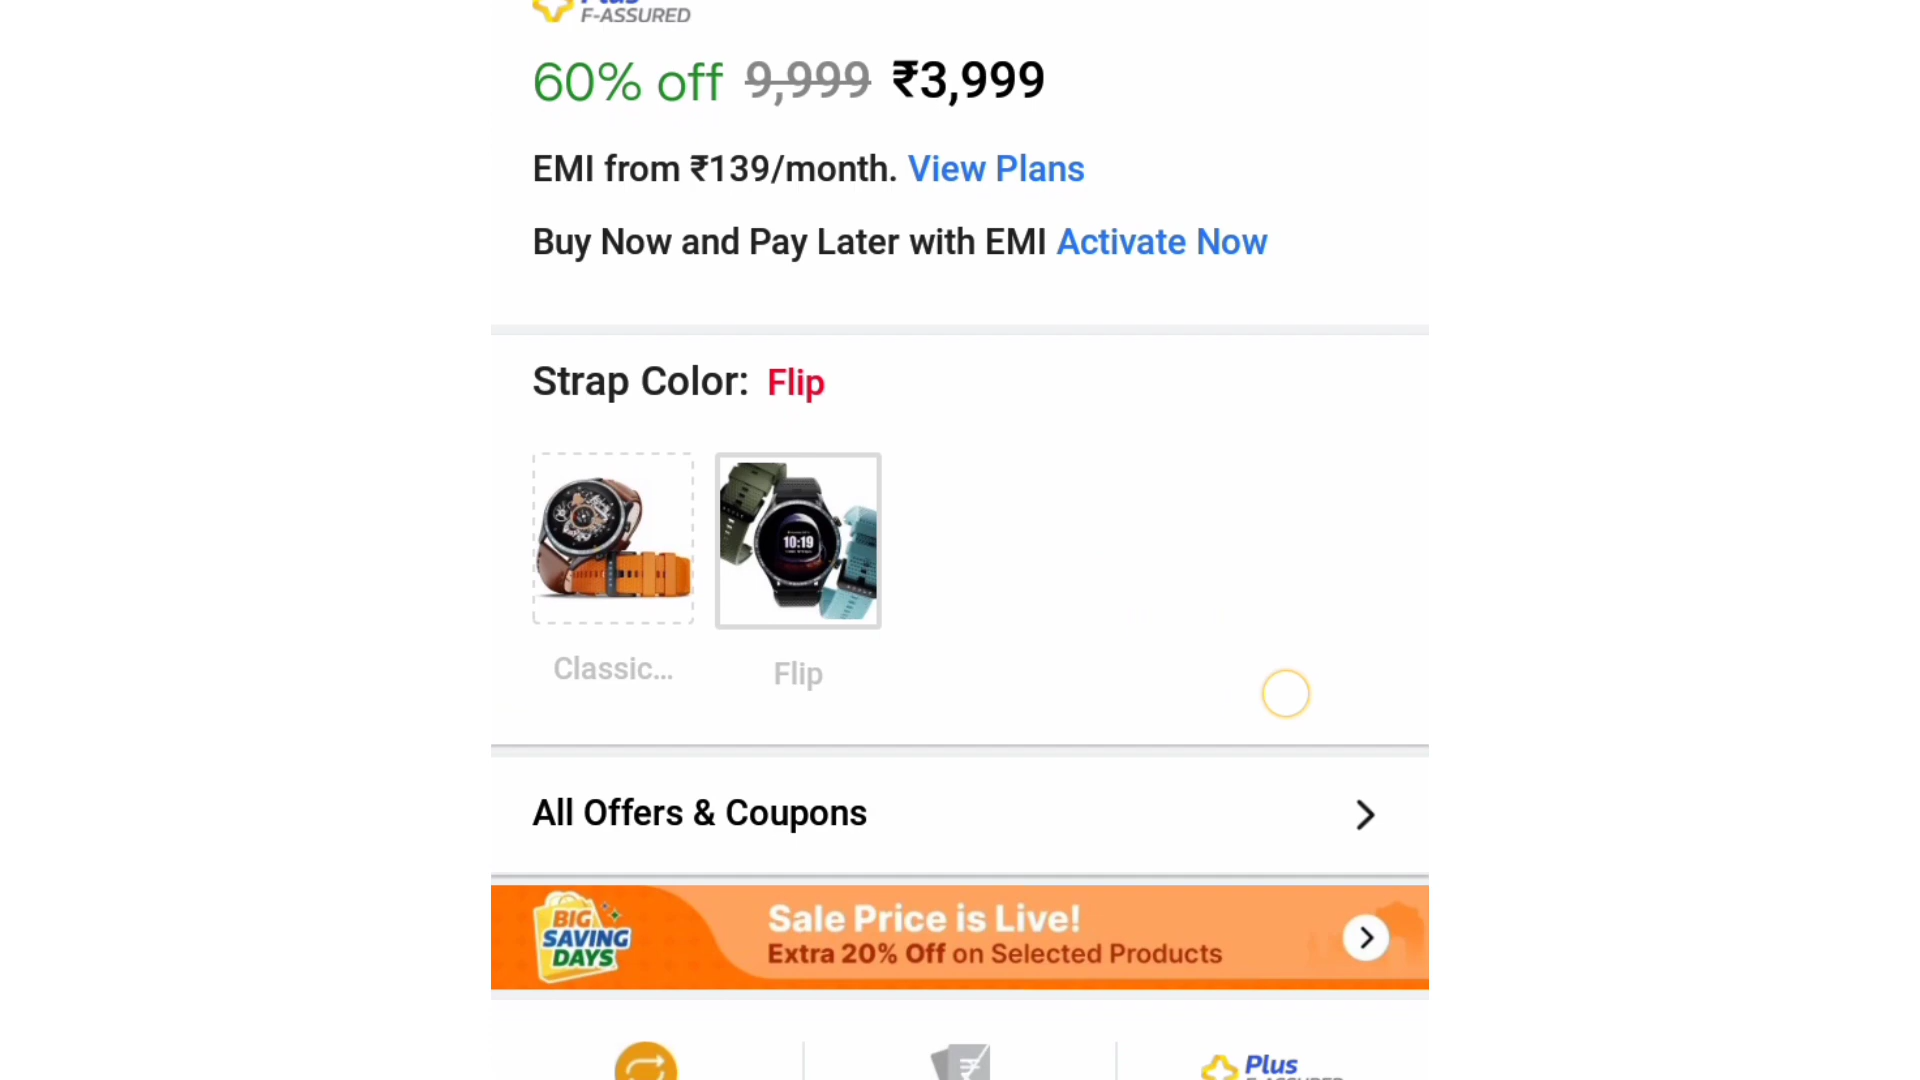 Plus
F-ASSURED
60% off 9,999 ₹3,999
EMI from ₹139/month. View Plans
Buy Now and Pay Later with EMI Activate Now
Strap Color: Flip
10:19
Classic...
Flip
All Offers & Coupons
BIG
SAVING
DAYS
Sale Price is Live!
Extra 20% Off on Selected Products
₹
Plus
F-ASSURED